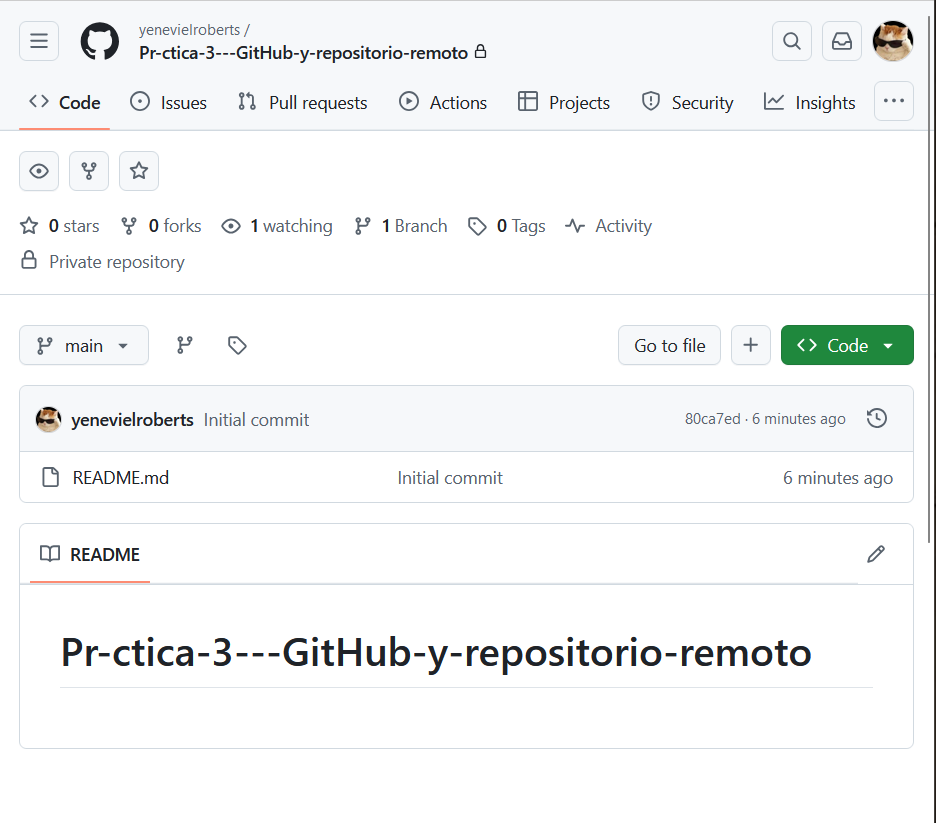 yenevielroberts /
Pr-ctica-3---GitHub-y-repositorio-remoto
Code Issues Pull requests Actions Projects Security Insights
0 stars 0 forks 1 watching 1 Branch 0 Tags Activity
Private repository
main Go to file Code
yenevielroberts Initial commit 80ca7ed · 6 minutes ago
README.md Initial commit 6 minutes ago
README
Pr-ctica-3---GitHub-y-repositorio-remoto